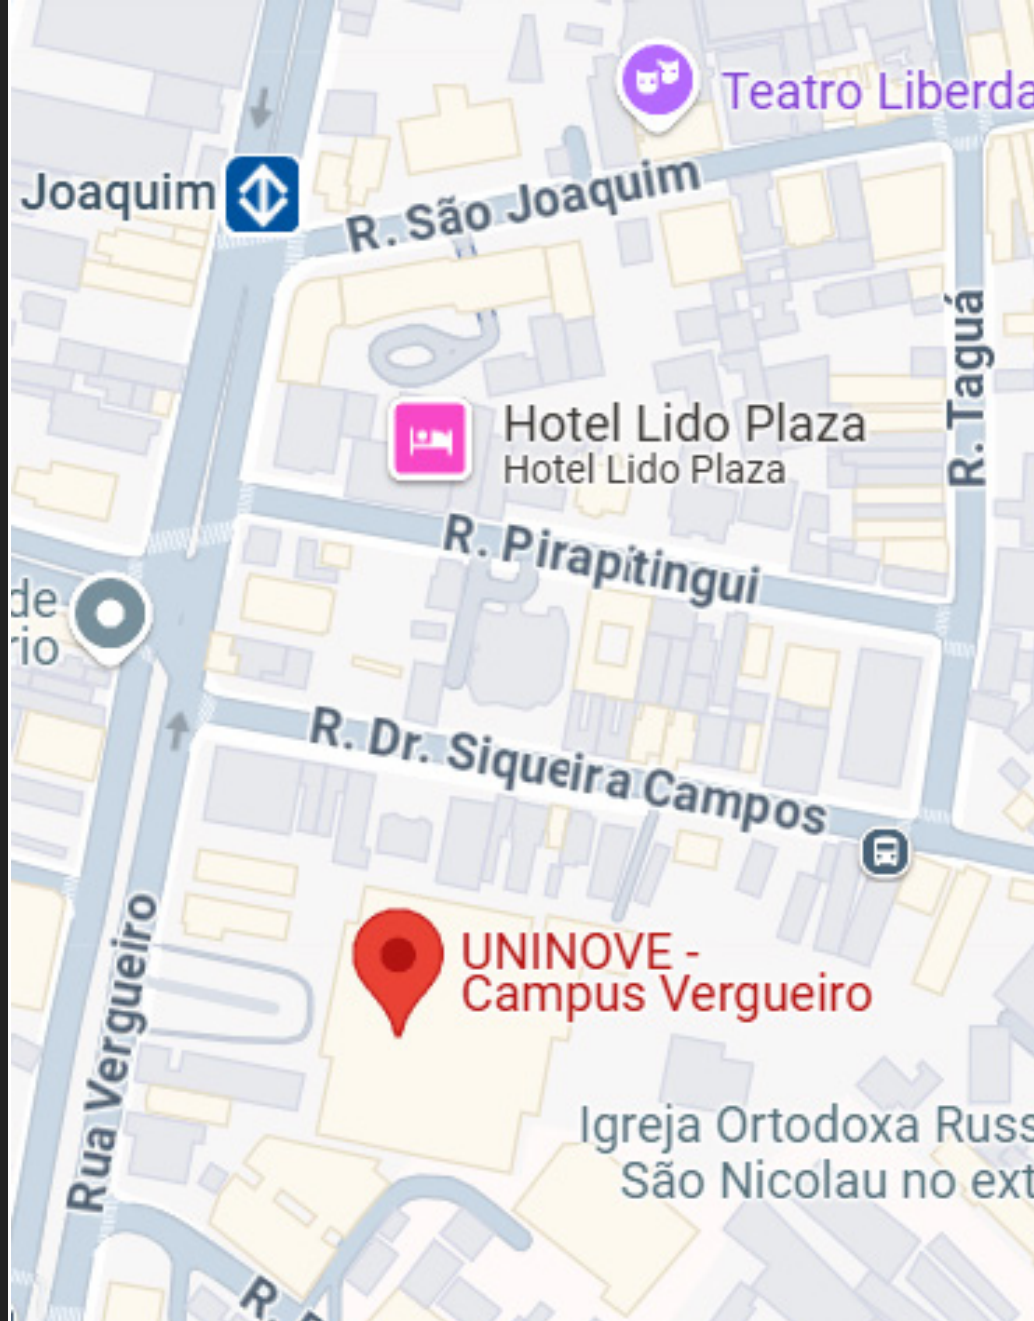 Teatro Liberda
Joaquim
R. São Joaquim
R. Taguá
Hotel Lido Plaza
Hotel Lido Plaza
R. Pirapitingui
de
rio
R. Dr. Siqueira Campos
UNINOVE -
Campus Vergueiro
Rua Vergueiro
Igreja Ortodoxa Russ
São Nicolau no ext
R.